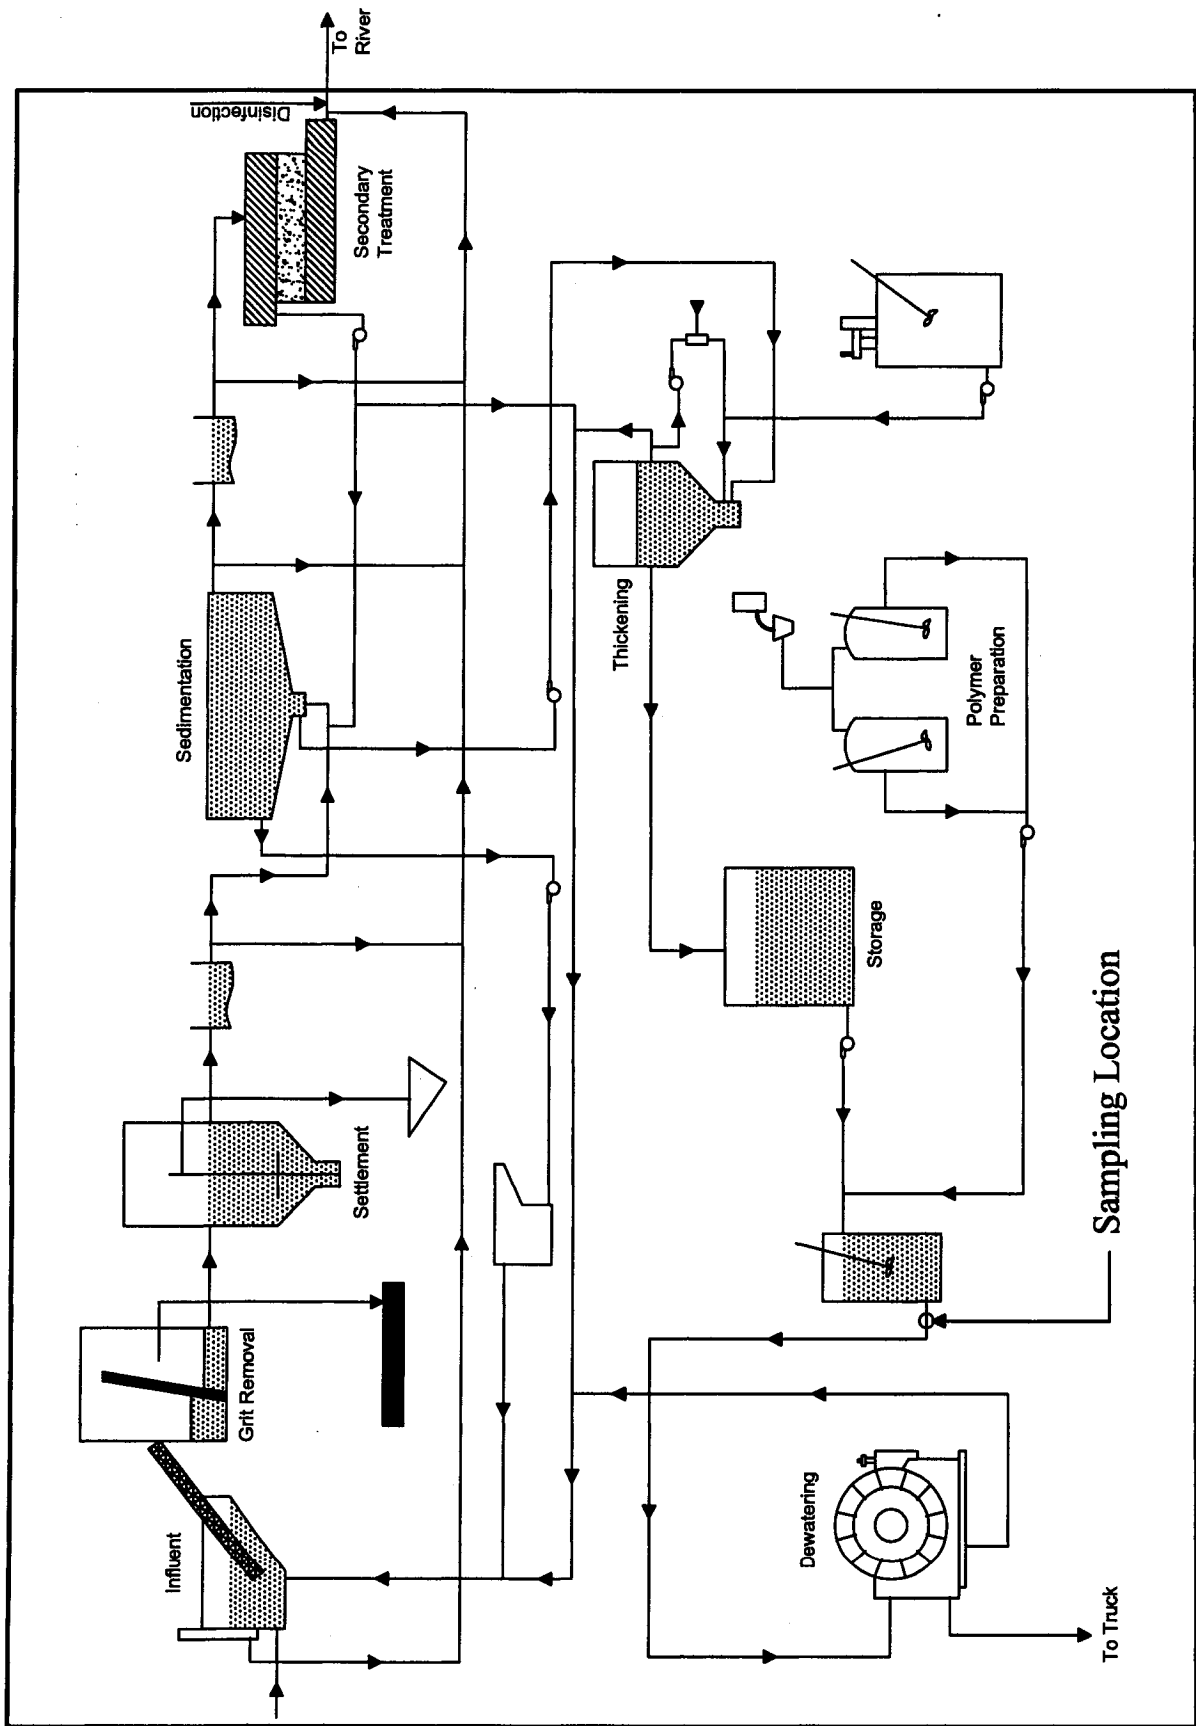 Influent
Grit Removal
Settlement
Sedimentation
Secondary
Treatment
Disinfection
To
River
Thickening
Polymer
Preparation
Storage
Dewatering
To Truck
Sampling Location